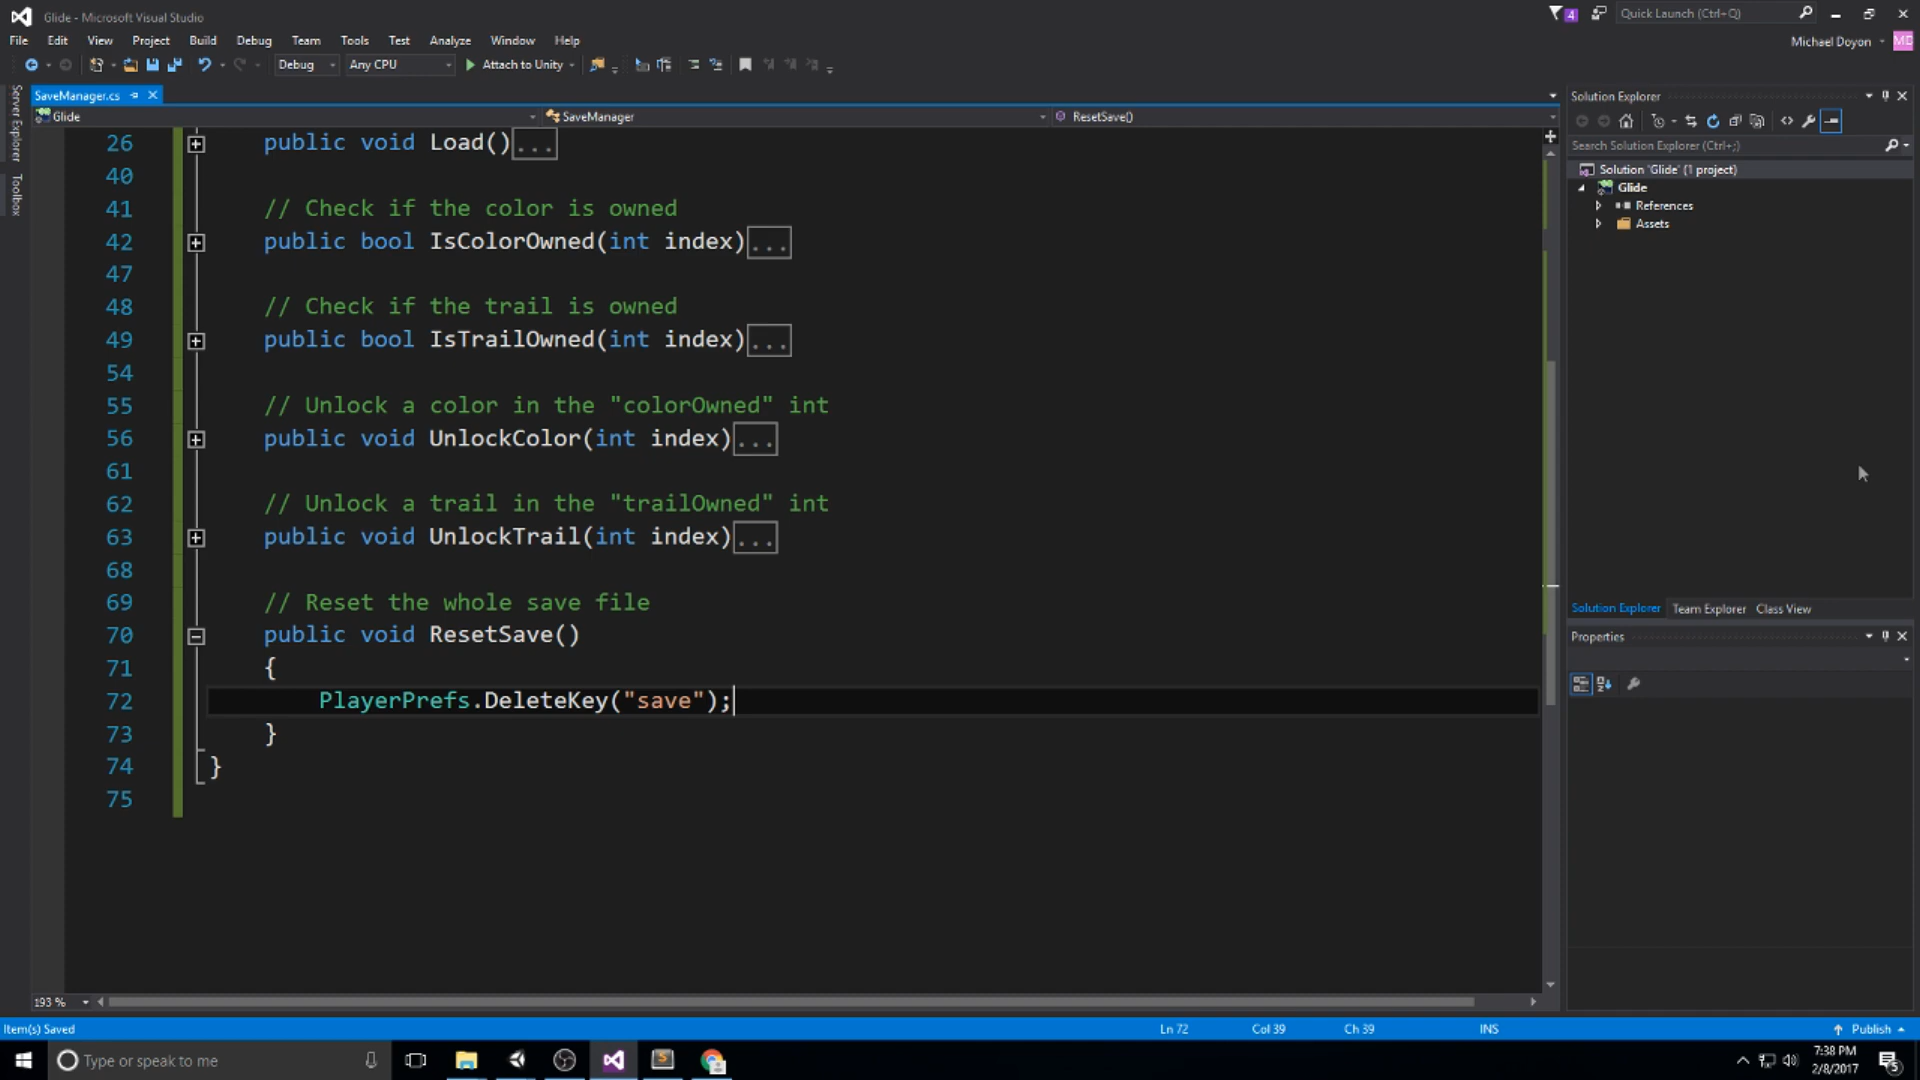 Glide - Microsoft Visual Studio
4
Quick Launch (Ctrl+Q)
File Edit View Project Build Debug Team Tools Test Analyze Window Help
Michael Doyon
MD
Debug Any CPU Attach to Unity
Server Explorer
Toolbox
SaveManager.cs
Glide SaveManager ResetSave()
26 public void Load()...
40
41 // Check if the color is owned
42 public bool IsColorOwned(int index)...
47
48 // Check if the trail is owned
49 public bool IsTrailOwned(int index)...
54
55 // Unlock a color in the "colorOwned" int
56 public void UnlockColor(int index)...
61
62 // Unlock a trail in the "trailOwned" int
63 public void UnlockTrail(int index)...
68
69 // Reset the whole save file
70 public void ResetSave()
71 {
72 PlayerPrefs.DeleteKey("save");
73 }
74 }
75
193 %
Solution Explorer
Search Solution Explorer (Ctrl+;)
Solution 'Glide' (1 project)
Glide
References
Assets
Solution Explorer Team Explorer Class View
Properties
Item(s) Saved Ln 72 Col 39 Ch 39 INS Publish
Type or speak to me
7:38 PM
2/8/2017
5